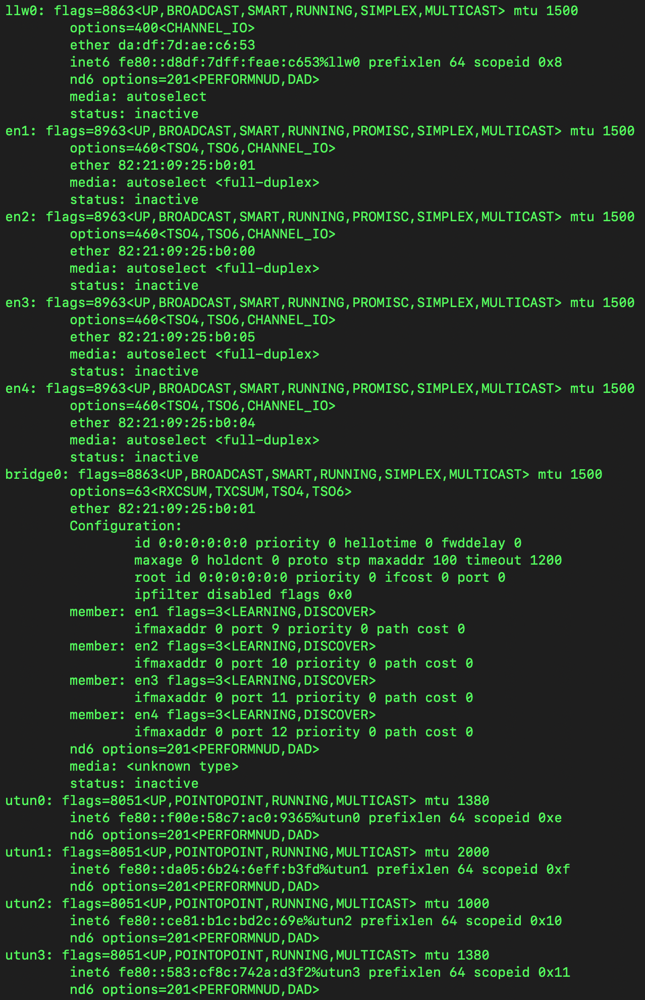 llw0: flags=8863<UP,BROADCAST,SMART,RUNNING,SIMPLEX,MULTICAST> mtu 1500
options=400<CHANNEL_IO>
ether da:df:7d:ae:c6:53
inet6 fe80::d8df:7dff:feae:c653%llw0 prefixlen 64 scopeid 0x8
nd6 options=201<PERFORMNUD,DAD>
media: autoselect
status: inactive
en1: flags=8963<UP,BROADCAST,SMART,RUNNING,PROMISC,SIMPLEX,MULTICAST> mtu 1500
options=460<TSO4,TSO6,CHANNEL_IO>
ether 82:21:09:25:b0:01
media: autoselect <full-duplex>
status: inactive
en2: flags=8963<UP,BROADCAST,SMART,RUNNING,PROMISC,SIMPLEX,MULTICAST> mtu 1500
options=460<TSO4,TSO6,CHANNEL_IO>
ether 82:21:09:25:b0:00
media: autoselect <full-duplex>
status: inactive
en3: flags=8963<UP,BROADCAST,SMART,RUNNING,PROMISC,SIMPLEX,MULTICAST> mtu 1500
options=460<TSO4,TSO6,CHANNEL_IO>
ether 82:21:09:25:b0:05
media: autoselect <full-duplex>
status: inactive
en4: flags=8963<UP,BROADCAST,SMART,RUNNING,PROMISC,SIMPLEX,MULTICAST> mtu 1500
options=460<TSO4,TSO6,CHANNEL_IO>
ether 82:21:09:25:b0:04
media: autoselect <full-duplex>
status: inactive
bridge0: flags=8863<UP,BROADCAST,SMART,RUNNING,SIMPLEX,MULTICAST> mtu 1500
options=63<RXCSUM,TXCSUM,TSO4,TSO6>
ether 82:21:09:25:b0:01
Configuration:
id 0:0:0:0:0:0 priority 0 hellotime 0 fwddelay 0
maxage 0 holdcnt 0 proto stp maxaddr 100 timeout 1200
root id 0:0:0:0:0:0 priority 0 ifcost 0 port 0
ipfilter disabled flags 0x0
member: en1 flags=3<LEARNING,DISCOVER>
ifmaxaddr 0 port 9 priority 0 path cost 0
member: en2 flags=3<LEARNING,DISCOVER>
ifmaxaddr 0 port 10 priority 0 path cost 0
member: en3 flags=3<LEARNING,DISCOVER>
ifmaxaddr 0 port 11 priority 0 path cost 0
member: en4 flags=3<LEARNING,DISCOVER>
ifmaxaddr 0 port 12 priority 0 path cost 0
nd6 options=201<PERFORMNUD,DAD>
media: <unknown type>
status: inactive
utun0: flags=8051<UP,POINTOPOINT,RUNNING,MULTICAST> mtu 1380
inet6 fe80::f00e:58c7:ac0:9365%utun0 prefixlen 64 scopeid 0xe
nd6 options=201<PERFORMNUD,DAD>
utun1: flags=8051<UP,POINTOPOINT,RUNNING,MULTICAST> mtu 2000
inet6 fe80::da05:6b24:6eff:b3fd%utun1 prefixlen 64 scopeid 0xf
nd6 options=201<PERFORMNUD,DAD>
utun2: flags=8051<UP,POINTOPOINT,RUNNING,MULTICAST> mtu 1000
inet6 fe80::ce81:b1c:bd2c:69e%utun2 prefixlen 64 scopeid 0x10
nd6 options=201<PERFORMNUD,DAD>
utun3: flags=8051<UP,POINTOPOINT,RUNNING,MULTICAST> mtu 1380
inet6 fe80::583:cf8c:742a:d3f2%utun3 prefixlen 64 scopeid 0x11
nd6 options=201<PERFORMNUD,DAD>